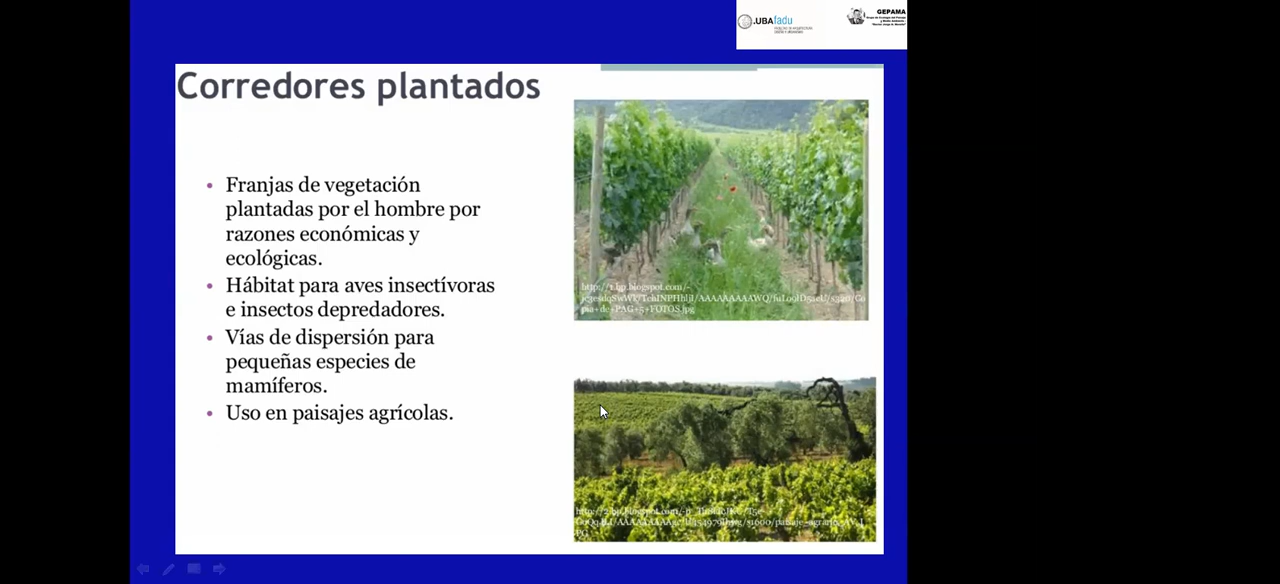 .UBAfadu
GEPAMA
Corredores plantados
Franjas de vegetación
plantadas por el hombre por
razones económicas y
ecológicas.
Hábitat para aves insectívoras
e insectos depredadores.
Vías de dispersión para
pequeñas especies de
mamíferos.
Uso en paisajes agrícolas.